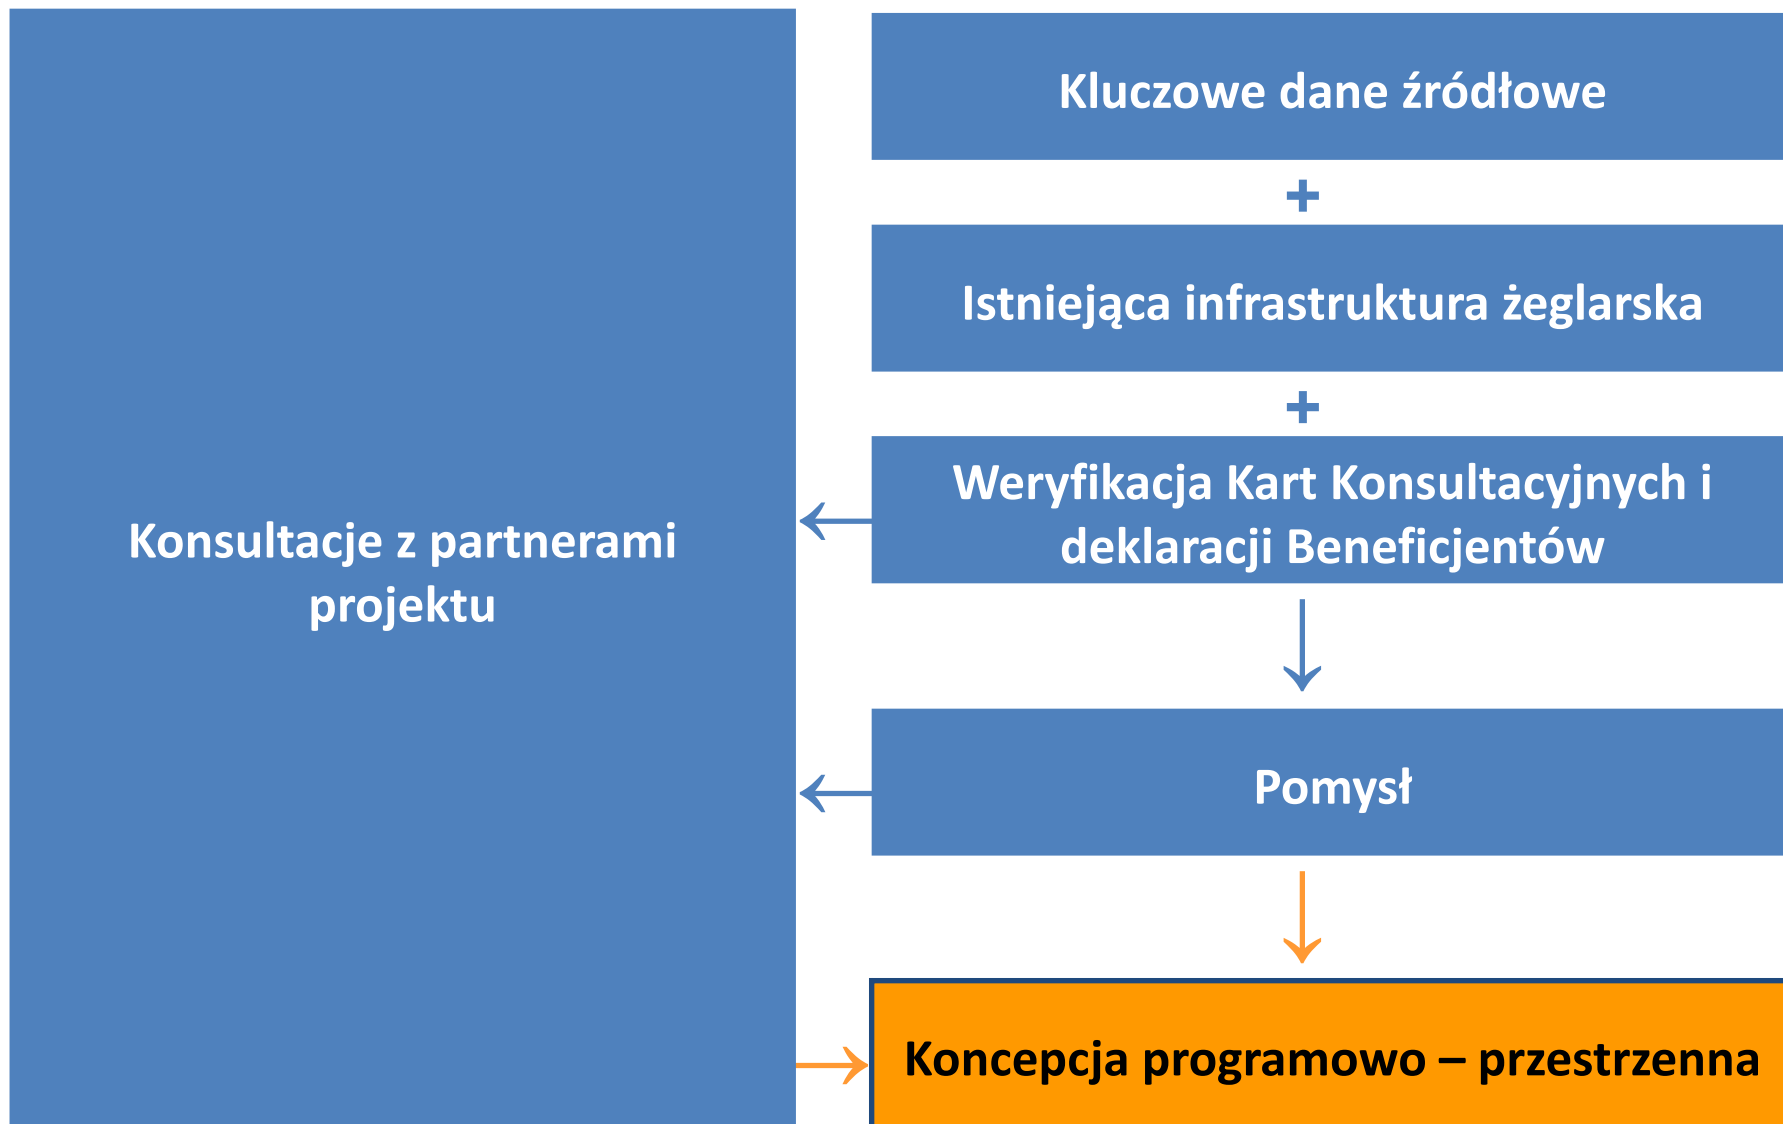 Konsultacje z partnerami
projektu
Kluczowe dane źródłowe
+
Istniejąca infrastruktura żeglarska
+
Weryfikacja Kart Konsultacyjnych i
deklaracji Beneficjentów
Pomysł
Koncepcja programowo – przestrzenna